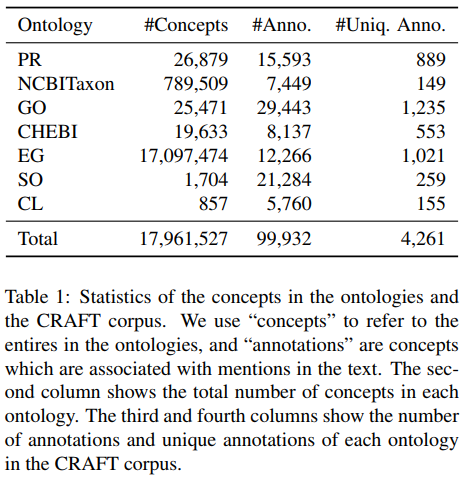 Ontology #Concepts #Anno. #Uniq. Anno.
PR 26,879 15,593 889
NCBITaxon 789,509 7,449 149
GO 25,471 29,443 1,235
CHEBI 19,633 8,137 553
EG 17,097,474 12,266 1,021
SO 1,704 21,284 259
CL 857 5,760 155
Total 17,961,527 99,932 4,261
Table 1: Statistics of the concepts in the ontologies and
the CRAFT corpus. We use “concepts” to refer to the
entires in the ontologies, and “annotations” are concepts
which are associated with mentions in the text. The sec-
ond column shows the total number of concepts in each
ontology. The third and fourth columns show the number
of annotations and unique annotations of each ontology
in the CRAFT corpus.